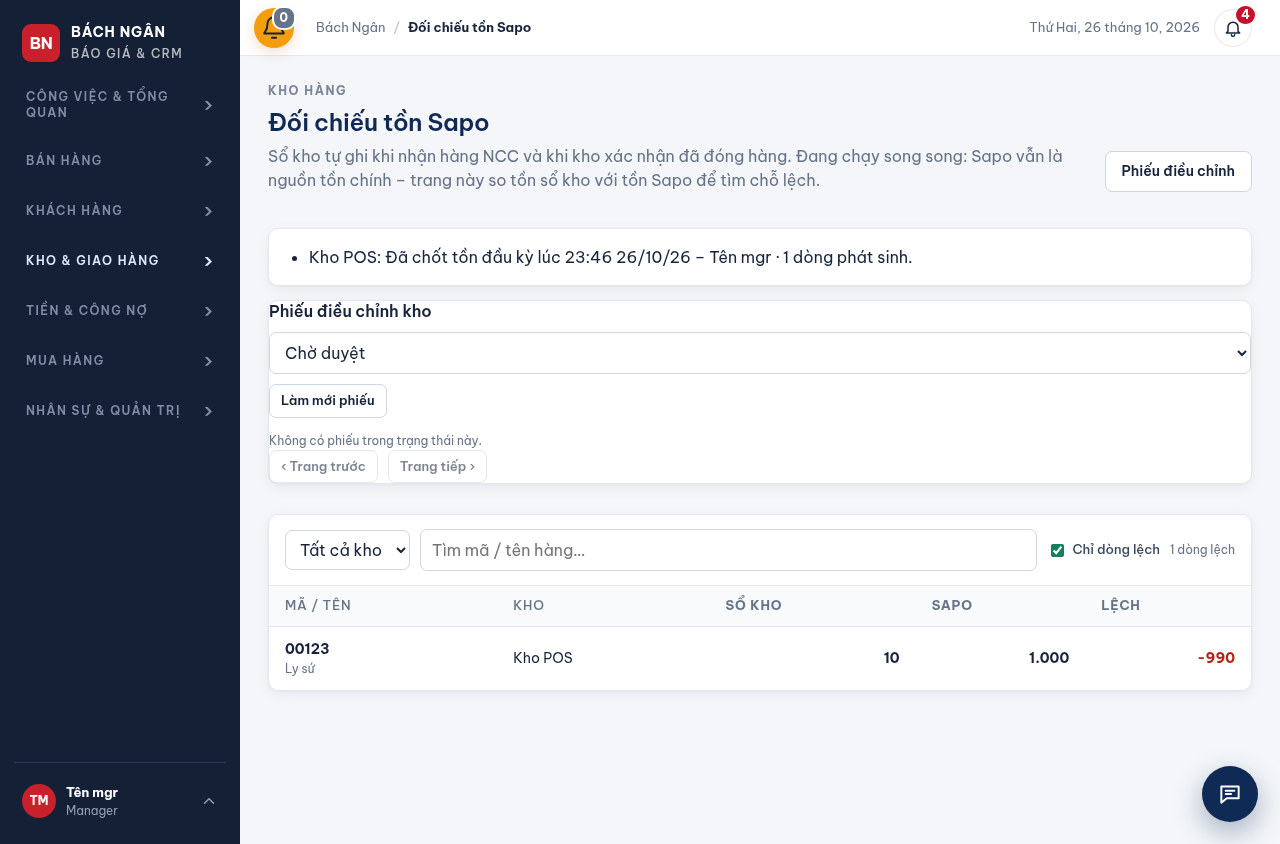 BN
BÁCH NGÂN
BÁO GIÁ & CRM
CÔNG VIỆC & TỔNG
QUAN
BÁN HÀNG
KHÁCH HÀNG
KHO & GIAO HÀNG
TIỀN & CÔNG NỢ
MUA HÀNG
NHÂN SỰ & QUẢN TRỊ
TM
Tên mgr
Manager
0
Bách Ngân / Đối chiếu tồn Sapo
Thứ Hai, 26 tháng 10, 2026
4
KHO HÀNG
Đối chiếu tồn Sapo
Sổ kho tự ghi khi nhận hàng NCC và khi kho xác nhận đã đóng hàng. Đang chạy song song: Sapo vẫn là
nguồn tồn chính – trang này so tồn sổ kho với tồn Sapo để tìm chỗ lệch.
Phiếu điều chỉnh
• Kho POS: Đã chốt tồn đầu kỳ lúc 23:46 26/10/26 – Tên mgr · 1 dòng phát sinh.
Phiếu điều chỉnh kho
Chờ duyệt
Làm mới phiếu
Không có phiếu trong trạng thái này.
‹ Trang trước Trang tiếp ›
Tất cả kho Tìm mã / tên hàng... Chỉ dòng lệch 1 dòng lệch
MÃ / TÊN KHO SỔ KHO SAPO LỆCH
00123
Ly sứ
Kho POS 10 1.000 -990